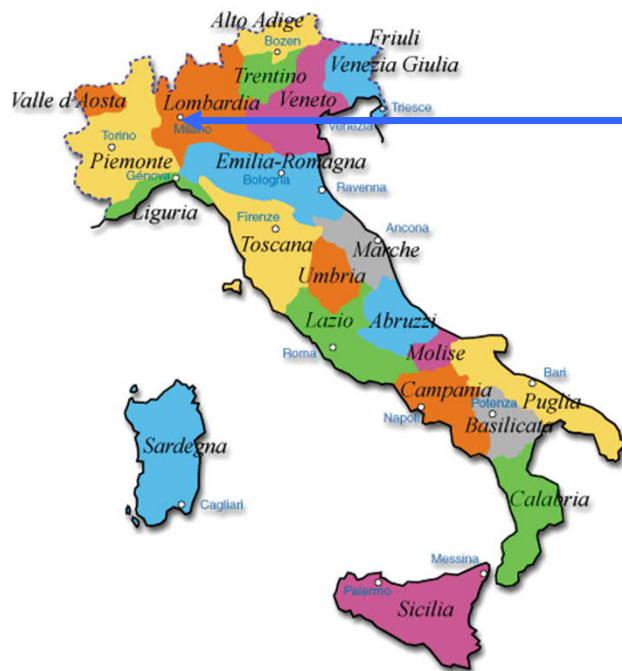 Alto Adige
Bozen
Friuli
Venezia Giulia
Trentino
Valle d'Aosta
Lombardia
Veneto
Triesce
Milano
Venezia
Torino
Piemonte
Emilia-Romagna
Génova
Bologna
Ravenna
Liguria
Firenze
Toscana
Ancona
Marche
Umbria
Lazio
Abruzzi
Roma
Molise
Bari
Campania
Puglia
Potenza
Napoli
Basilicata
Sardegna
Cagliari
Calabria
Messina
Palermo
Sicilia